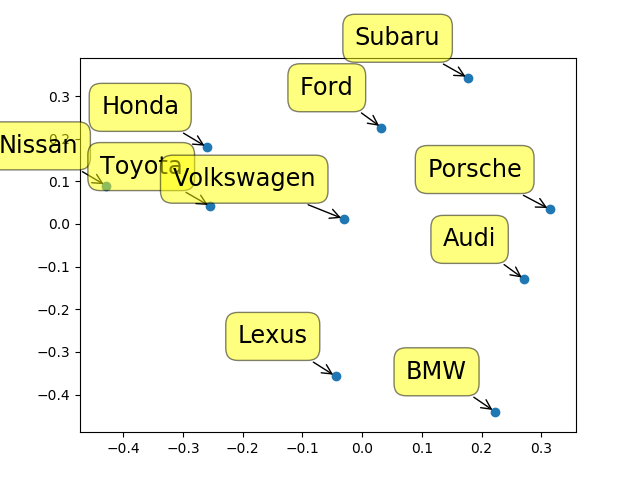 Subaru
Ford
Honda
Nissan
Toyota
Volkswagen
Porsche
Audi
Lexus
BMW
0.3
0.2
0.1
0.0
−0.1
−0.2
−0.3
−0.4
−0.4
−0.3
−0.2
−0.1
0.0
0.1
0.2
0.3